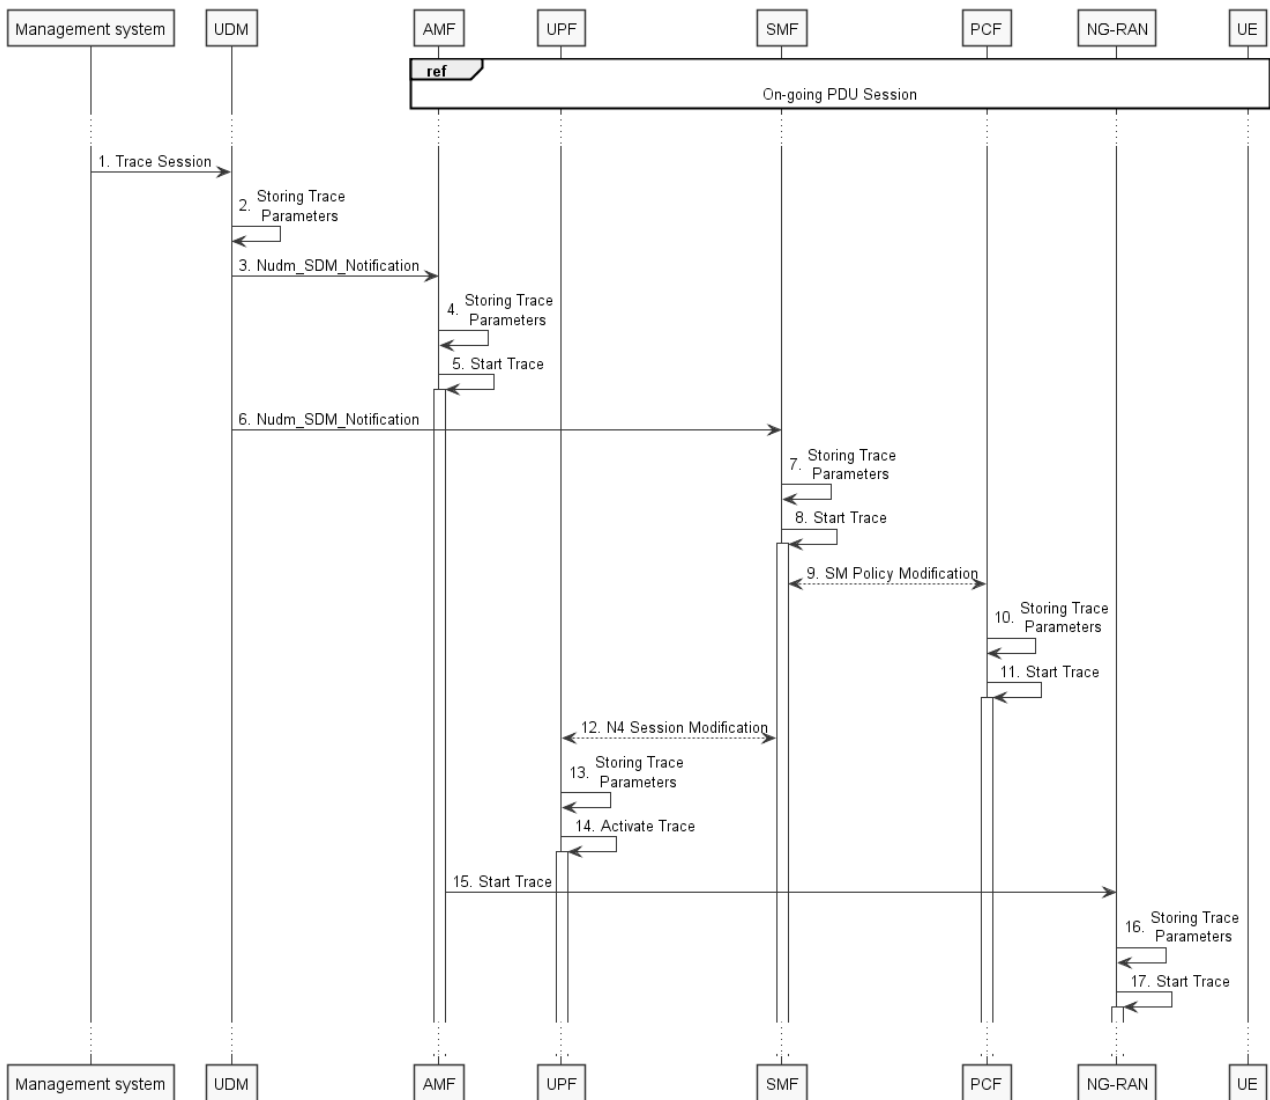 Management system
UDM
AMF
UPF
SMF
PCF
NG-RAN
UE
ref
On-going PDU Session
1. Trace Session
2. Storing Trace
Parameters
3. Nudm_SDM_Notification
4. Storing Trace
Parameters
5. Start Trace
6. Nudm_SDM_Notification
7. Storing Trace
Parameters
8. Start Trace
9. SM Policy Modification
10. Storing Trace
Parameters
11. Start Trace
12. N4 Session Modification
13. Storing Trace
Parameters
14. Activate Trace
15. Start Trace
16. Storing Trace
Parameters
17. Start Trace
Management system
UDM
AMF
UPF
SMF
PCF
NG-RAN
UE